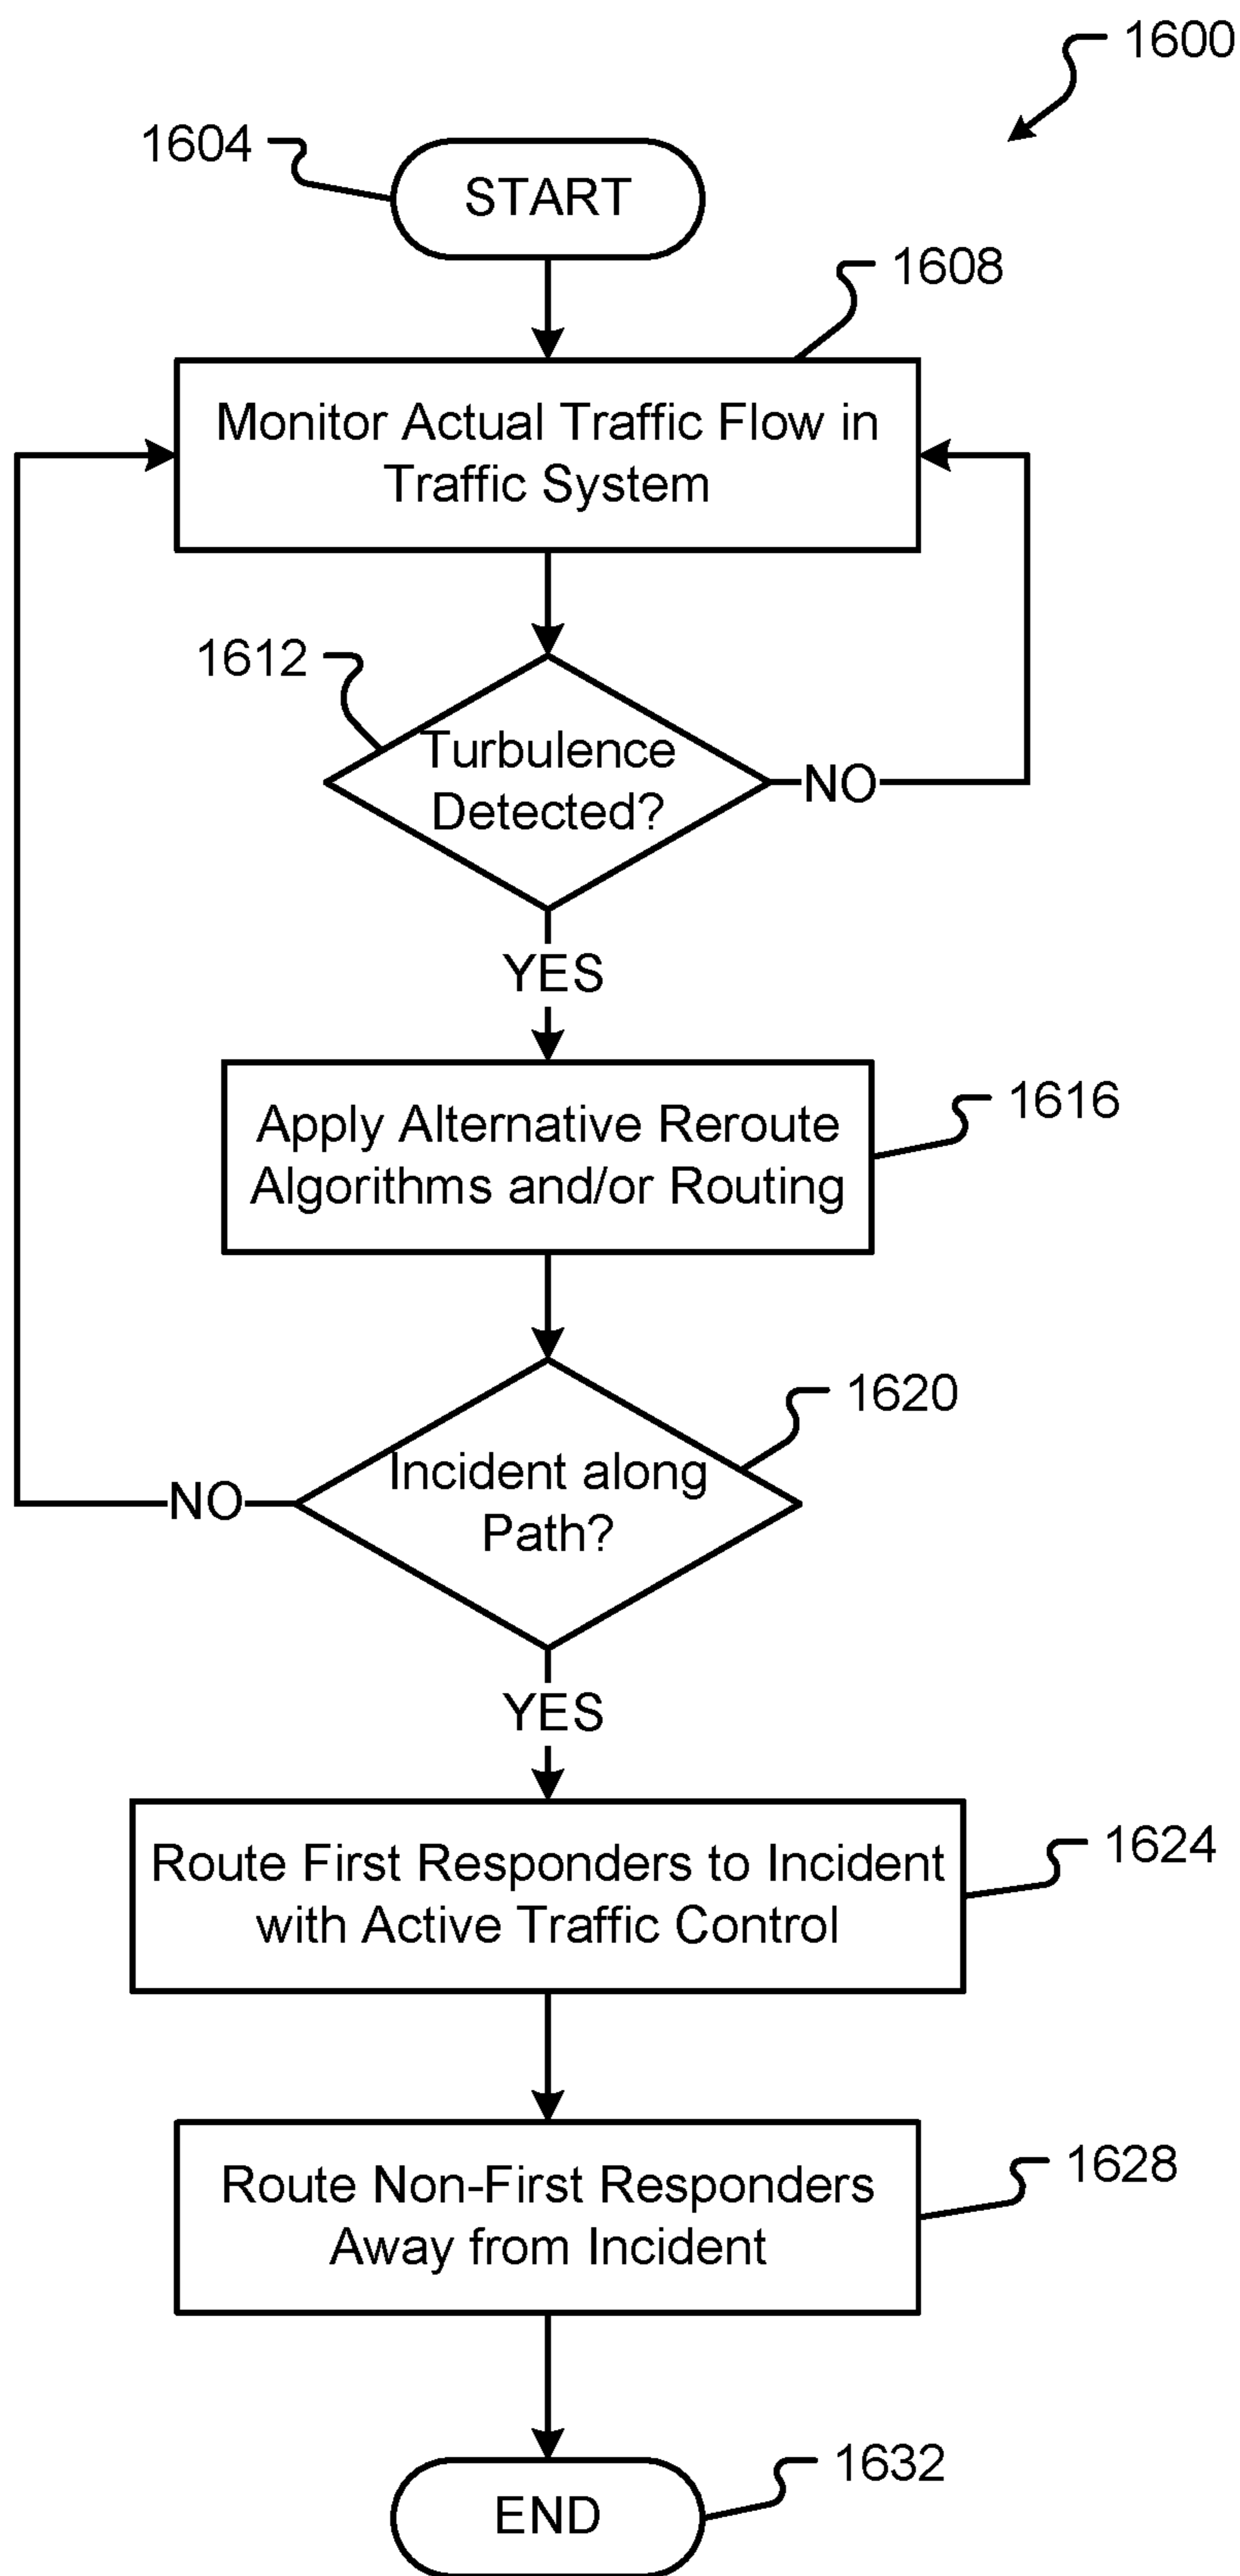 1600
1604
START
1608
Monitor Actual Traffic Flow in
Traffic System
1612
Turbulence
Detected?
NO
YES
Apply Alternative Reroute
Algorithms and/or Routing
1616
1620
Incident along
Path?
NO
YES
Route First Responders to Incident
with Active Traffic Control
1624
Route Non-First Responders
Away from Incident
1628
1632
END